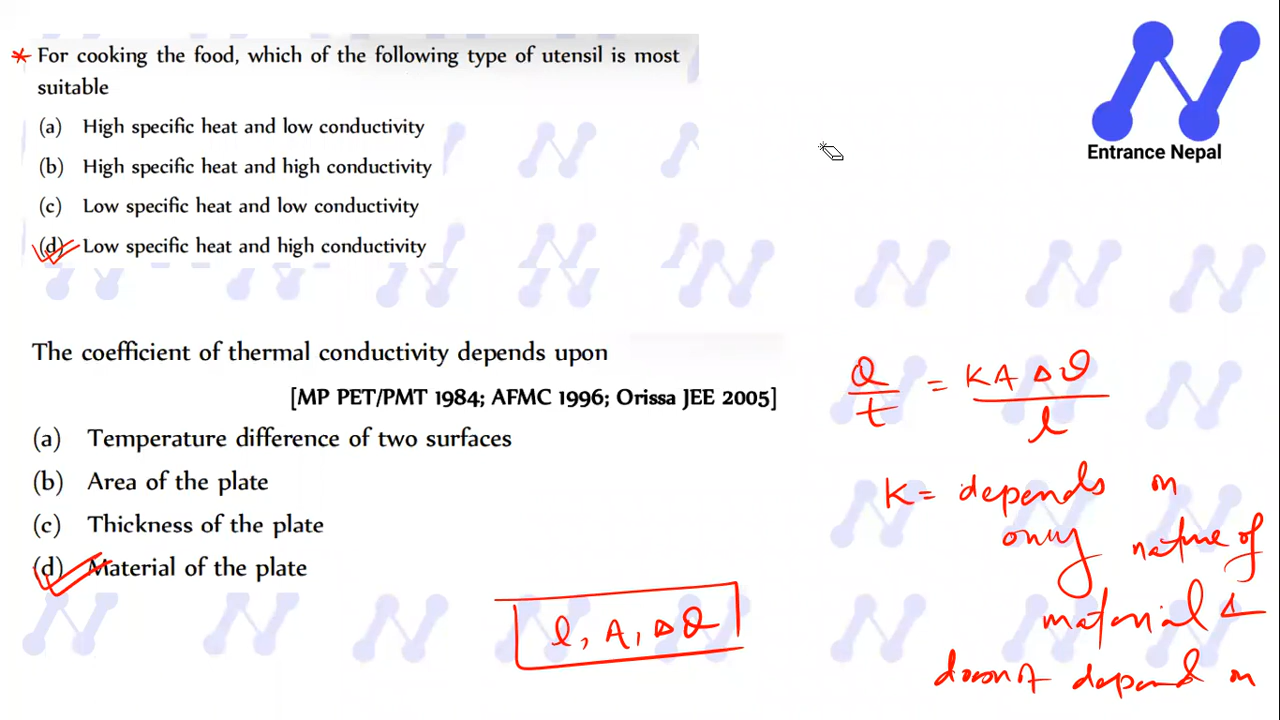 * For cooking the food, which of the following type of utensil is most
suitable
(a) High specific heat and low conductivity
(b) High specific heat and high conductivity
(c) Low specific heat and low conductivity
(d) Low specific heat and high conductivity
Entrance Nepal
The coefficient of thermal conductivity depends upon
[MP PET/PMT 1984; AFMC 1996; Orissa JEE 2005]
(a) Temperature difference of two surfaces
(b) Area of the plate
(c) Thickness of the plate
(d) Material of the plate
Q/t = KA Δθ/l
K = depends on
only nature of
material &
doesn't depend on
l, A, Δθ